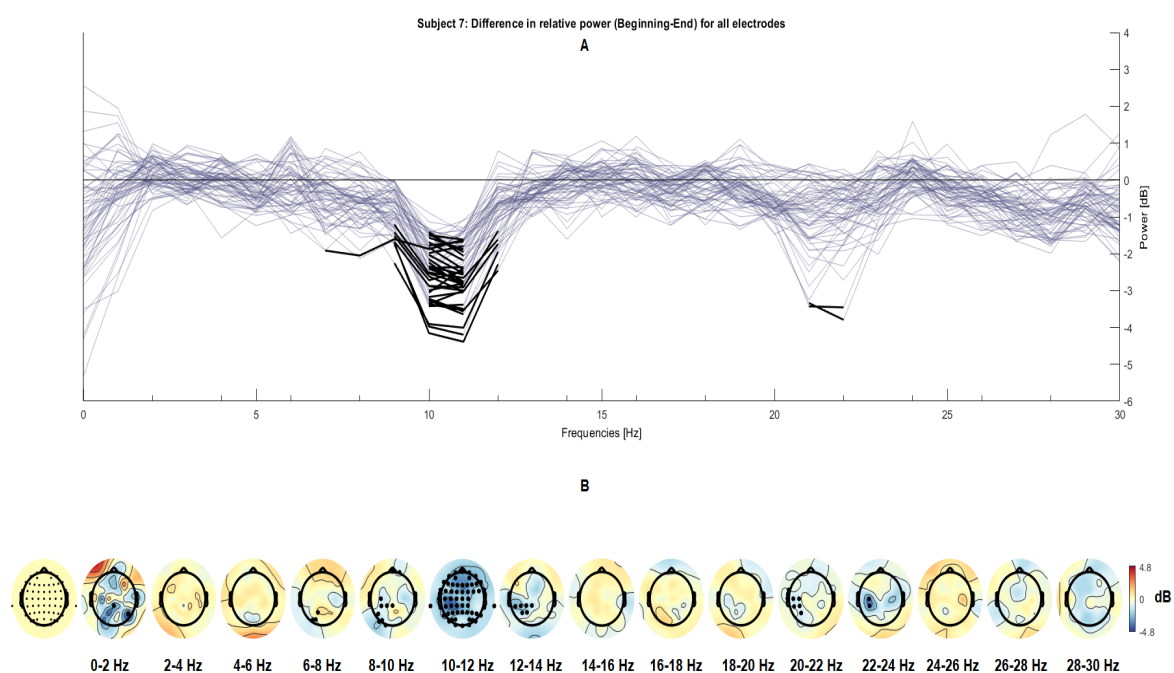 Subject 7: Difference in relative power (Beginning-End) for all electrodes
A
4
3
2
1
0
-1
-2
-3
-4
-5
-6
Power [dB]
0 5 10 15 20 25 30
Frequencies [Hz]
B
4.8
0
-4.8
dB
0-2 Hz 2-4 Hz 4-6 Hz 6-8 Hz 8-10 Hz 10-12 Hz 12-14 Hz 14-16 Hz 16-18 Hz 18-20 Hz 20-22 Hz 22-24 Hz 24-26 Hz 26-28 Hz 28-30 Hz